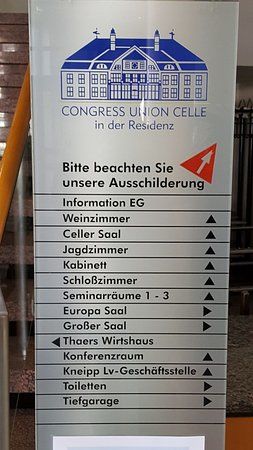 CONGRESS UNION CELLE
in der Residenz
Bitte beachten Sie
unsere Ausschilderung
Information EG
Weinzimmer
Celler Saal
Jagdzimmer
Kabinett
Schloßzimmer
Seminarräume 1 - 3
Europa Saal
Großer Saal
Thaers Wirtshaus
Konferenzraum
Kneipp Lv-Geschäftsstelle
Toiletten
Tiefgarage